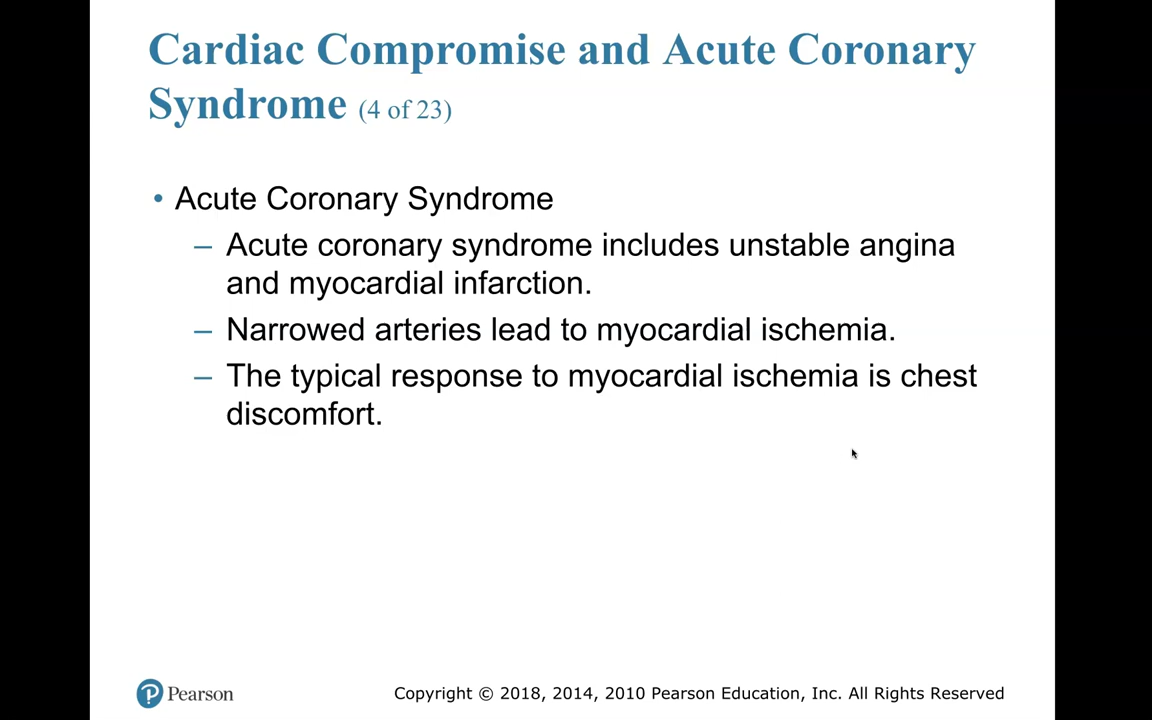 Cardiac Compromise and Acute Coronary
Syndrome (4 of 23)
• Acute Coronary Syndrome
– Acute coronary syndrome includes unstable angina
and myocardial infarction.
– Narrowed arteries lead to myocardial ischemia.
– The typical response to myocardial ischemia is chest
discomfort.
P Pearson
Copyright © 2018, 2014, 2010 Pearson Education, Inc. All Rights Reserved